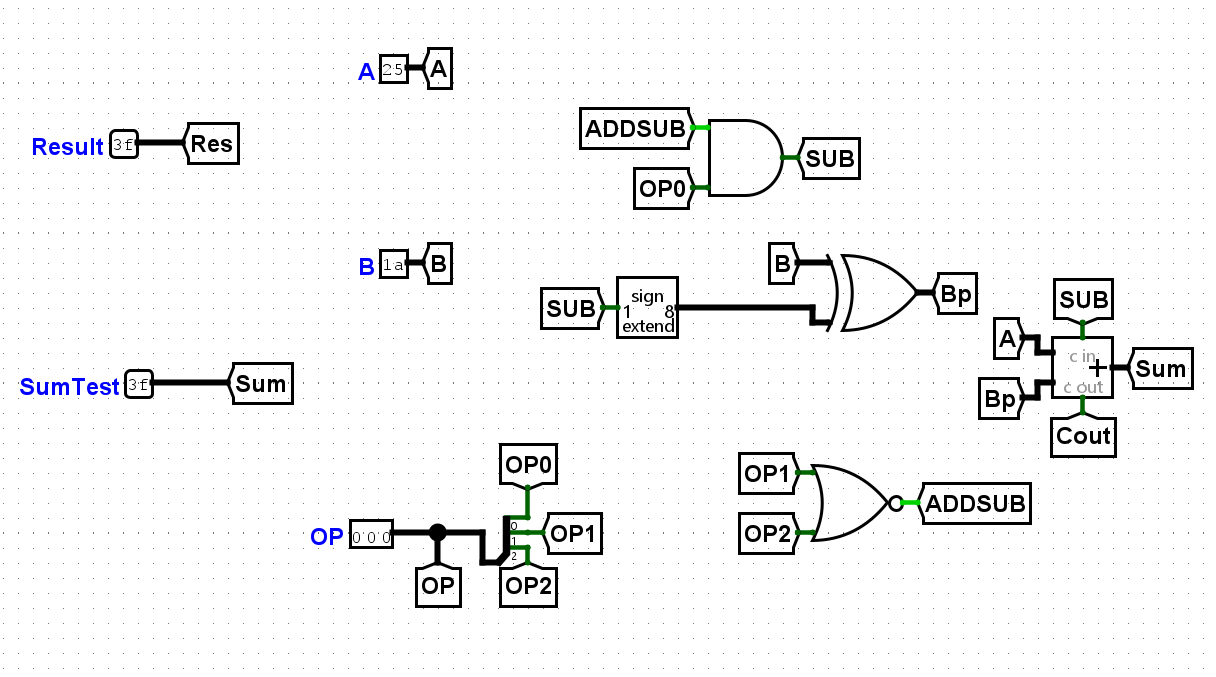 A 25 A
ADDSUB
Result 3f Res
SUB
OP0
B 1a B
B
sign
SUB 1 8
extend
Bp
SUB
A
c in
+ Sum
SumTest 3f Sum
c out
Bp
Cout
OP0
OP1
ADDSUB
0
OP 0 0 0
OP1
1
2
OP2
OP
OP2